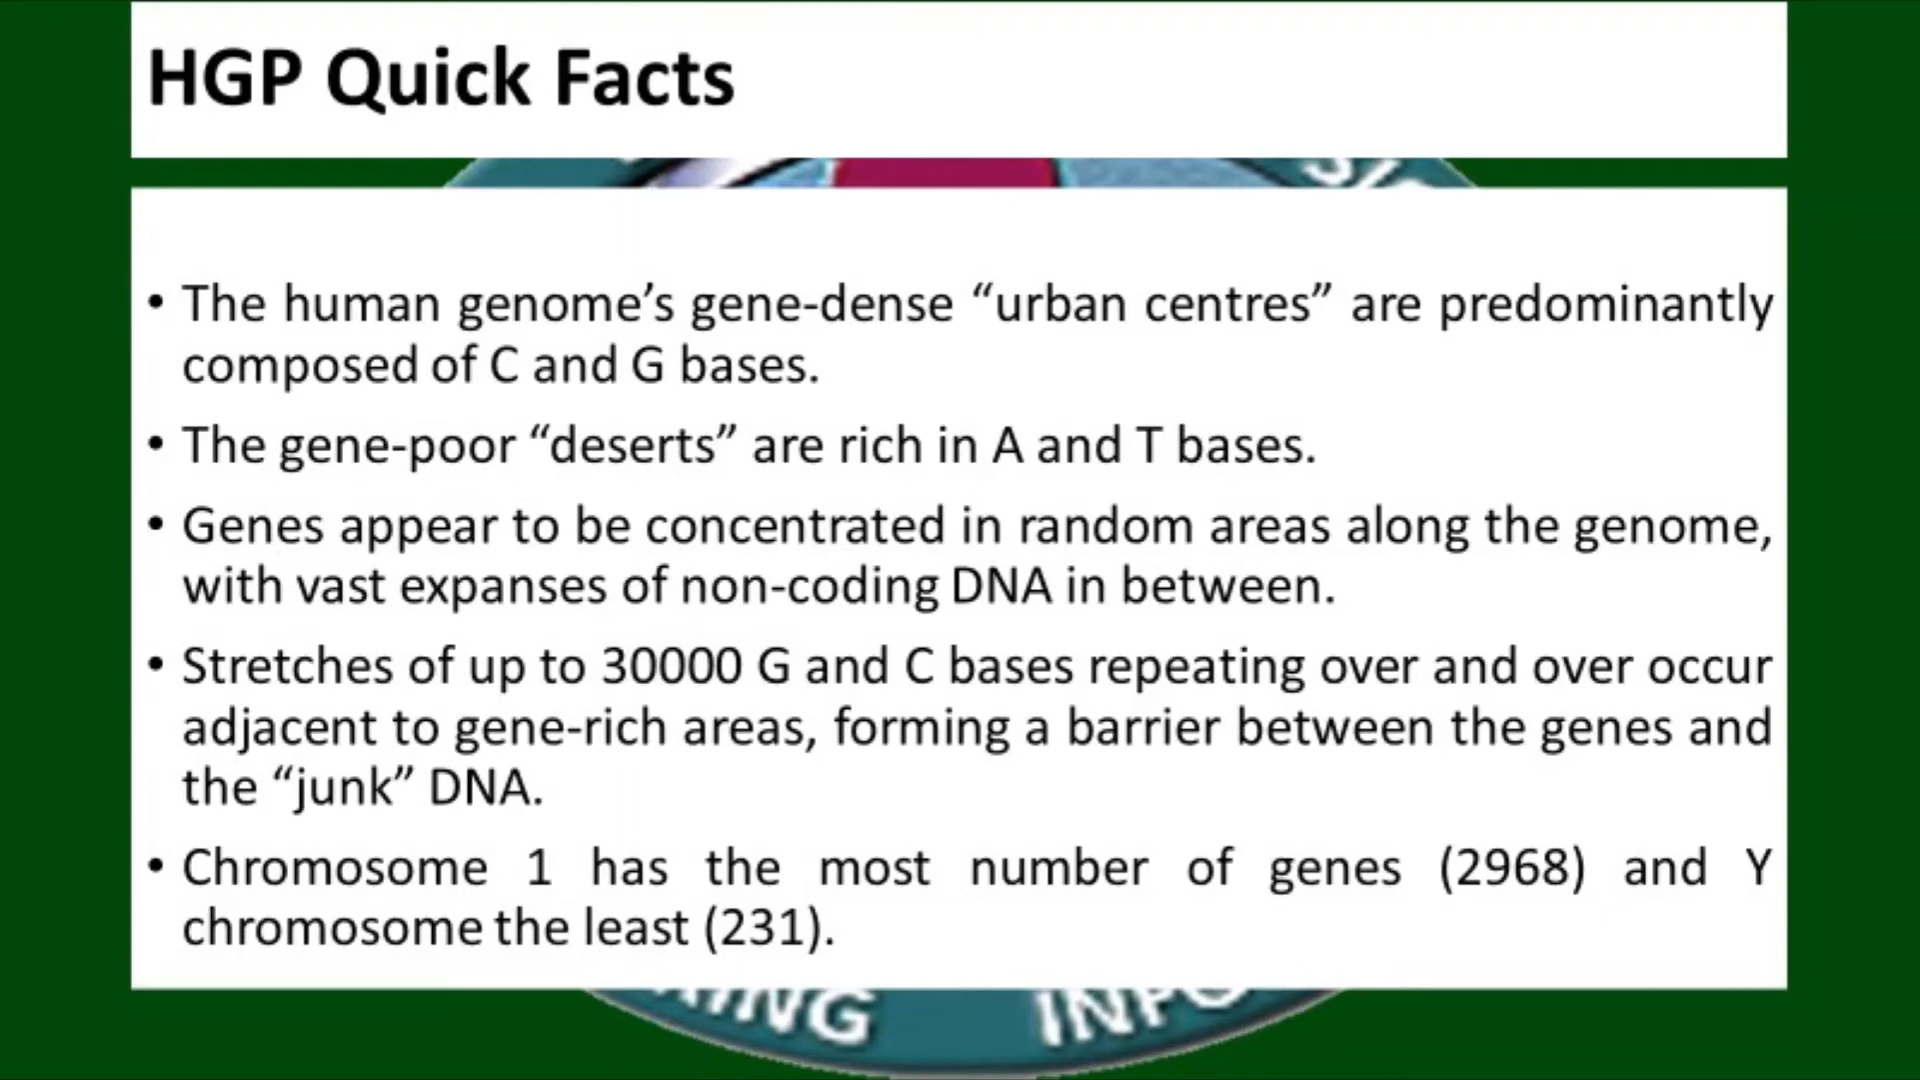 HGP Quick Facts
• The human genome’s gene-dense “urban centres” are predominantly
composed of C and G bases.
• The gene-poor “deserts” are rich in A and T bases.
• Genes appear to be concentrated in random areas along the genome,
with vast expanses of non-coding DNA in between.
• Stretches of up to 30000 G and C bases repeating over and over occur
adjacent to gene-rich areas, forming a barrier between the genes and
the “junk” DNA.
• Chromosome 1 has the most number of genes (2968) and Y
chromosome the least (231).